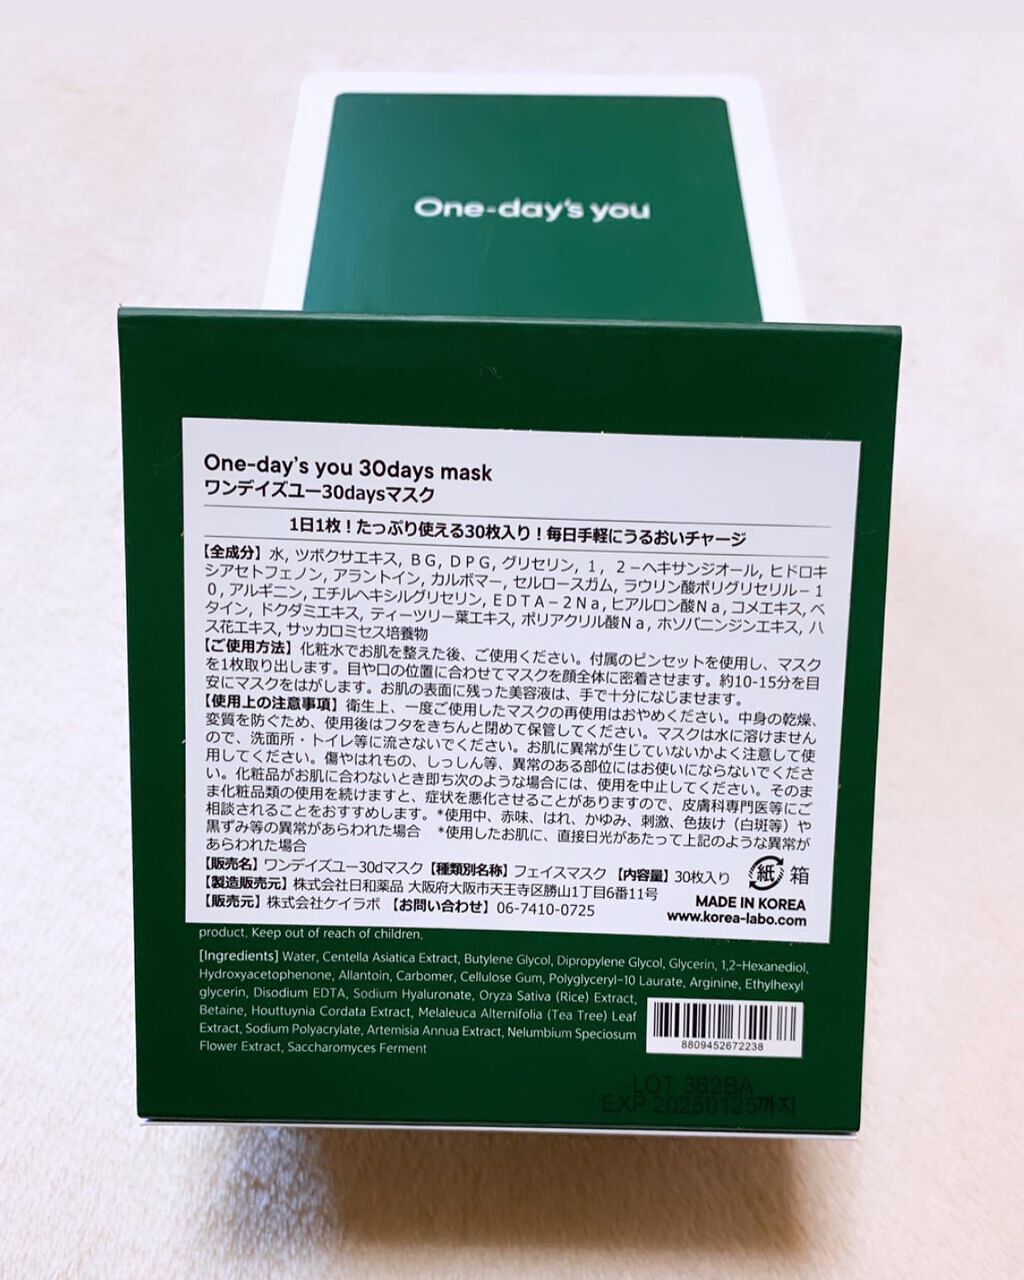 One-day's you
One-day's you 30days mask
ワンデイズユー30daysマスク
1日1枚！たっぷり使える30枚入り！毎日手軽にうるおいチャージ
【全成分】水, ツボクサエキス, ＢＧ, ＤＰＧ, グリセリン, １，２－ヘキサンジオール, ヒドロキ
シアセトフェノン, アラントイン, カルボマー, セルロースガム, ラウリン酸ポリグリセリル－１
０, アルギニン, エチルヘキシルグリセリン, ＥＤＴＡ－２Ｎａ, ヒアルロン酸Ｎａ, コメエキス, ベ
タイン, ドクダミエキス, ティーツリー葉エキス, ポリアクリル酸Ｎａ, ホソバニンジンエキス, ハ
ス花エキス, サッカロミセス培養物
【ご使用方法】化粧水でお肌を整えた後、ご使用ください。付属のピンセットを使用し、マスク
を1枚取り出します。目や口の位置に合わせてマスクを顔全体に密着させます。約10-15分を目
安にマスクをはがします。お肌の表面に残った美容液は、手で十分になじませます。
【使用上の注意事項】衛生上、一度ご使用したマスクの再使用はおやめください。中身の乾燥、
変質を防ぐため、使用後はフタをきちんと閉めて保管してください。マスクは水に溶けません
ので、洗面所・トイレ等に流さないでください。お肌に異常が生じていないかよく注意して使
用してください。傷やはれもの、しっしん等、異常のある部位にはお使いにならないでくださ
い。化粧品がお肌に合わないとき即ち次のような場合には、使用を中止してください。そのま
ま化粧品類の使用を続けますと、症状を悪化させることがありますので、皮膚科専門医等にご
相談されることをおすすめします。*使用中、赤味、はれ、かゆみ、刺激、色抜け（白斑等）や
黒ずみ等の異常があらわれた場合　*使用したお肌に、直接日光があたって上記のような異常が
あらわれた場合
【販売名】ワンデイズユー30dマスク【種類別名称】フェイスマスク【内容量】30枚入り
紙 箱
【製造販売元】株式会社日和薬品 大阪府大阪市天王寺区勝山1丁目6番11号
【販売元】株式会社ケイラボ【お問い合わせ】06-7410-0725
MADE IN KOREA
www.korea-labo.com
product. Keep out of reach of children.
[Ingredients] Water, Centella Asiatica Extract, Butylene Glycol, Dipropylene Glycol, Glycerin, 1,2-Hexanediol,
Hydroxyacetophenone, Allantoin, Carbomer, Cellulose Gum, Polyglyceryl-10 Laurate, Arginine, Ethylhexyl
glycerin, Disodium EDTA, Sodium Hyaluronate, Oryza Sativa (Rice) Extract,
Betaine, Houttuynia Cordata Extract, Melaleuca Alternifolia (Tea Tree) Leaf
Extract, Sodium Polyacrylate, Artemisia Annua Extract, Nelumbium Speciosum
Flower Extract, Saccharomyces Ferment
8809452672238
LOT 362BA
EXP 20250125까지